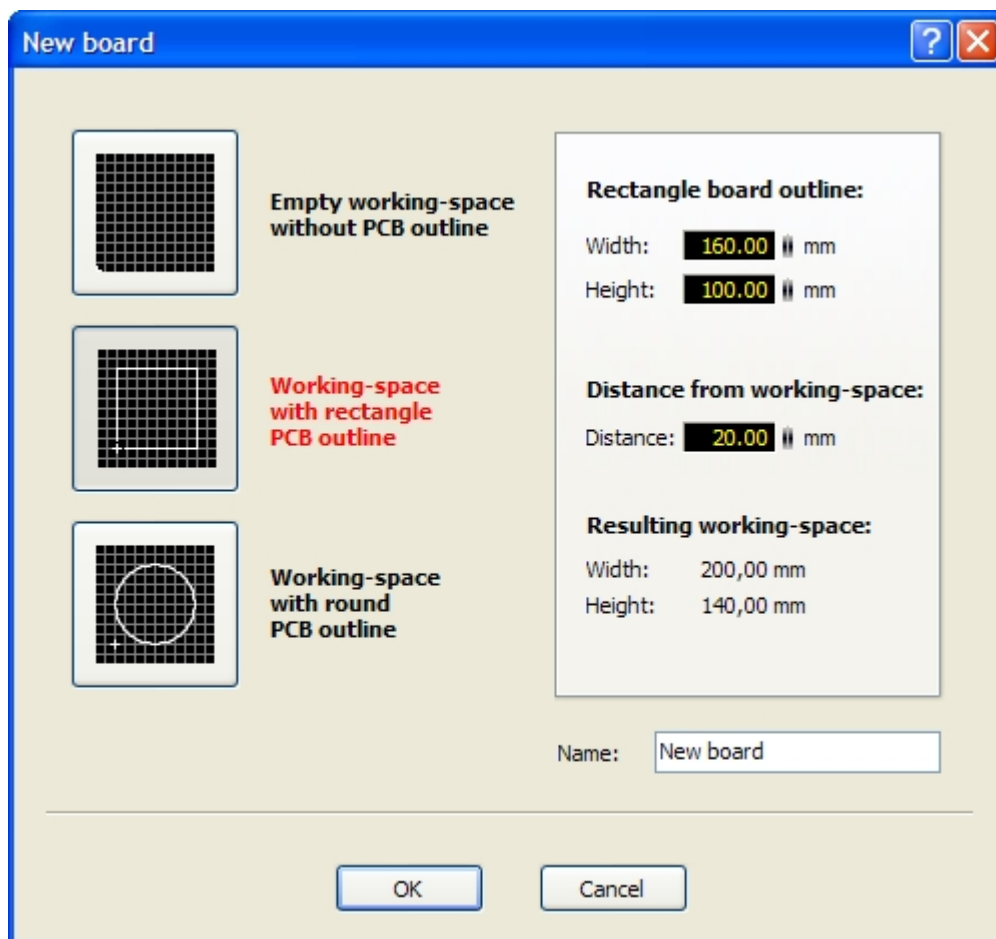 New board
?
Empty working-space
without PCB outline
Working-space
with rectangle
PCB outline
Working-space
with round
PCB outline
Rectangle board outline:
Width: 160.00 mm
Height: 100.00 mm
Distance from working-space:
Distance: 20.00 mm
Resulting working-space:
Width: 200,00 mm
Height: 140,00 mm
Name: New board
OK Cancel